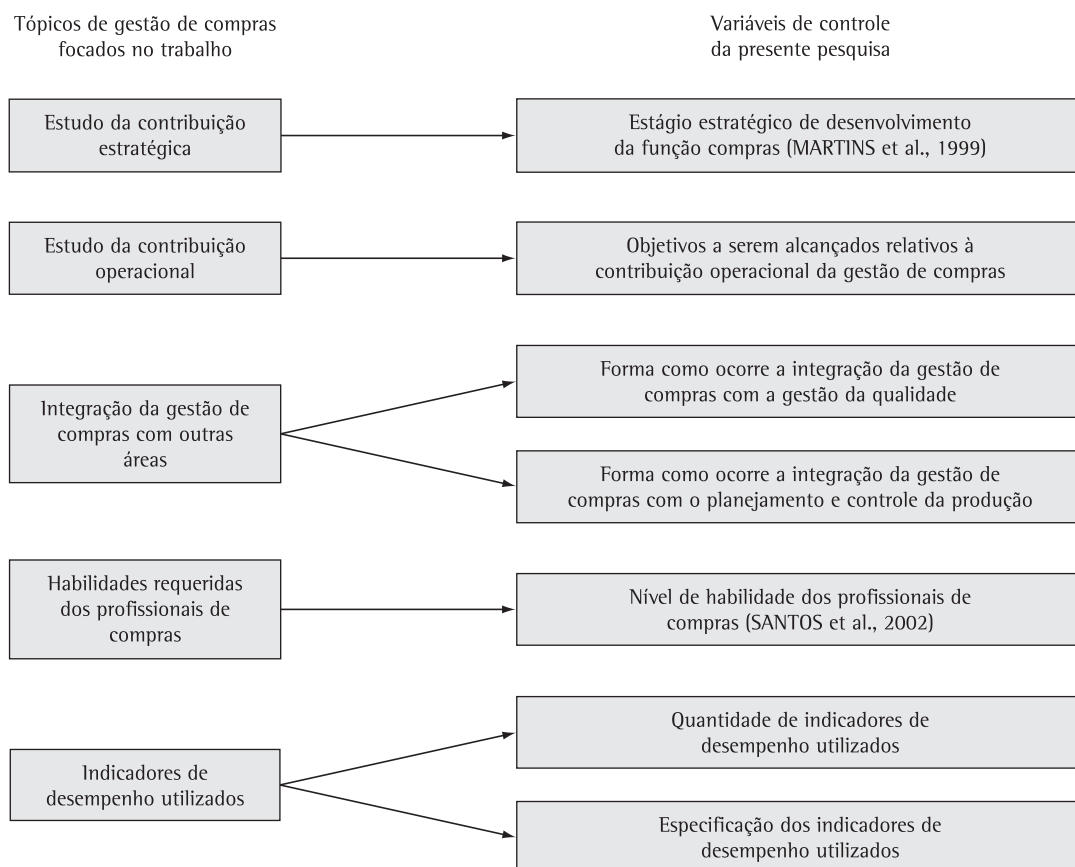 Tópicos de gestão de compras
focados no trabalho
Variáveis de controle
da presente pesquisa
Estudo da contribuição
estratégica
Estágio estratégico de desenvolvimento
da função compras (MARTINS et al., 1999)
Estudo da contribuição
operacional
Objetivos a serem alcançados relativos à
contribuição operacional da gestão de compras
Integração da gestão de
compras com outras
áreas
Forma como ocorre a integração da gestão de
compras com a gestão da qualidade
Forma como ocorre a integração da gestão de
compras com o planejamento e controle da produção
Habilidades requeridas
dos profissionais de
compras
Nível de habilidade dos profissionais de
compras (SANTOS et al., 2002)
Indicadores de
desempenho utilizados
Quantidade de indicadores de
desempenho utilizados
Especificação dos indicadores de
desempenho utilizados